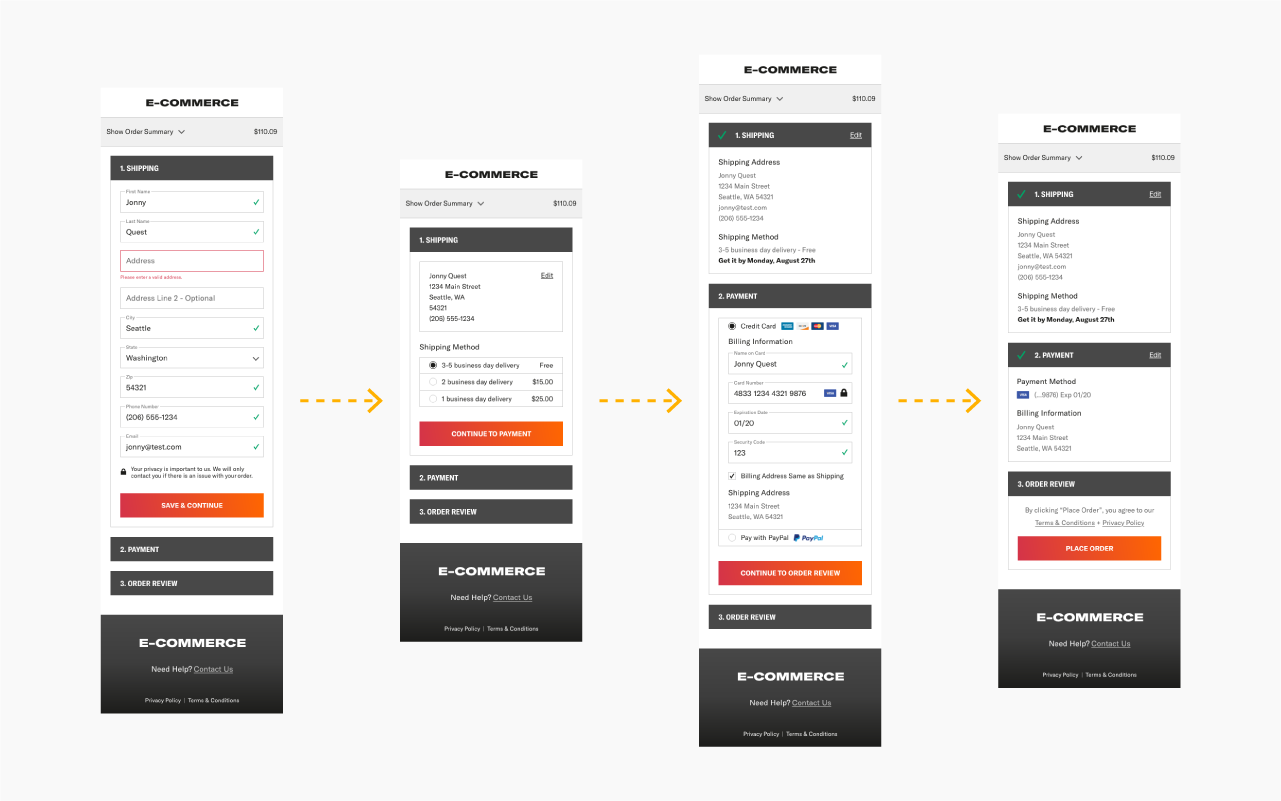 E-COMMERCE
Show Order Summary $110.09
1. SHIPPING
First Name
Jonny
Last Name
Quest
Address
Please enter a valid address.
Address Line 2 - Optional
City
Seattle
State
Washington
Zip
54321
Phone Number
(206) 555-1234
Email
jonny@test.com
Your privacy is important to us. We will only
contact you if there is an issue with your order.
SAVE & CONTINUE
2. PAYMENT
3. ORDER REVIEW
E-COMMERCE
Need Help? Contact Us
Privacy Policy | Terms & Conditions
E-COMMERCE
Show Order Summary $110.09
1. SHIPPING
Jonny Quest Edit
1234 Main Street
Seattle, WA
54321
(206) 555-1234
Shipping Method
3-5 business day delivery Free
2 business day delivery $15.00
1 business day delivery $25.00
CONTINUE TO PAYMENT
2. PAYMENT
3. ORDER REVIEW
E-COMMERCE
Need Help? Contact Us
Privacy Policy | Terms & Conditions
E-COMMERCE
Show Order Summary $110.09
1. SHIPPING Edit
Shipping Address
Jonny Quest
1234 Main Street
Seattle, WA 54321
jonny@test.com
(206) 555-1234
Shipping Method
3-5 business day delivery - Free
Get it by Monday, August 27th
2. PAYMENT
Credit Card VISA
Billing Information
Name on Card
Jonny Quest
Card Number
4833 1234 4321 9876 VISA
Expiration Date
01/20
Security Code
123
Billing Address Same as Shipping
Shipping Address
1234 Main Street
Seattle, WA 54321
Pay with PayPal PayPal
CONTINUE TO ORDER REVIEW
3. ORDER REVIEW
E-COMMERCE
Need Help? Contact Us
Privacy Policy | Terms & Conditions
E-COMMERCE
Show Order Summary $110.09
1. SHIPPING Edit
Shipping Address
Jonny Quest
1234 Main Street
Seattle, WA 54321
jonny@test.com
(206) 555-1234
Shipping Method
3-5 business day delivery - Free
Get it by Monday, August 27th
2. PAYMENT Edit
Payment Method
VISA (...9876) Exp 01/20
Billing Information
Jonny Quest
1234 Main Street
Seattle, WA 54321
3. ORDER REVIEW
By clicking "Place Order", you agree to our
Terms & Conditions + Privacy Policy
PLACE ORDER
E-COMMERCE
Need Help? Contact Us
Privacy Policy | Terms & Conditions